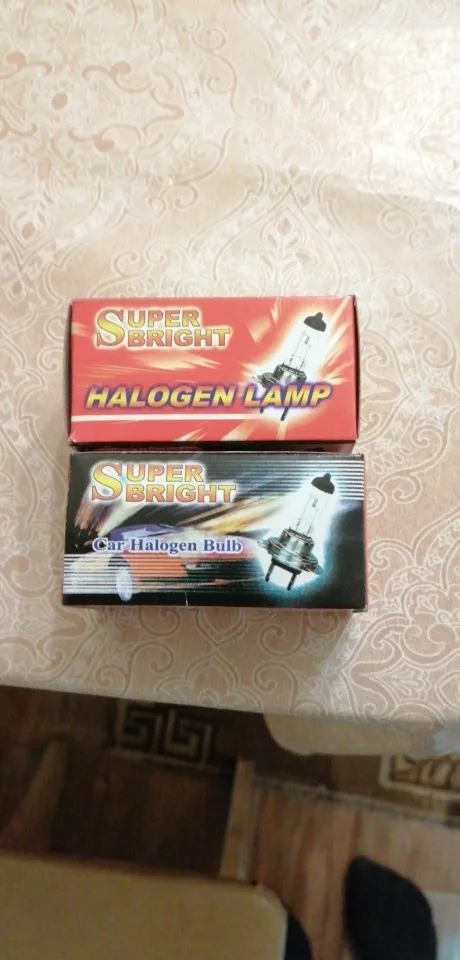 SUPER
BRIGHT
HALOGEN LAMP
SUPER
BRIGHT
Car Halogen Bulb